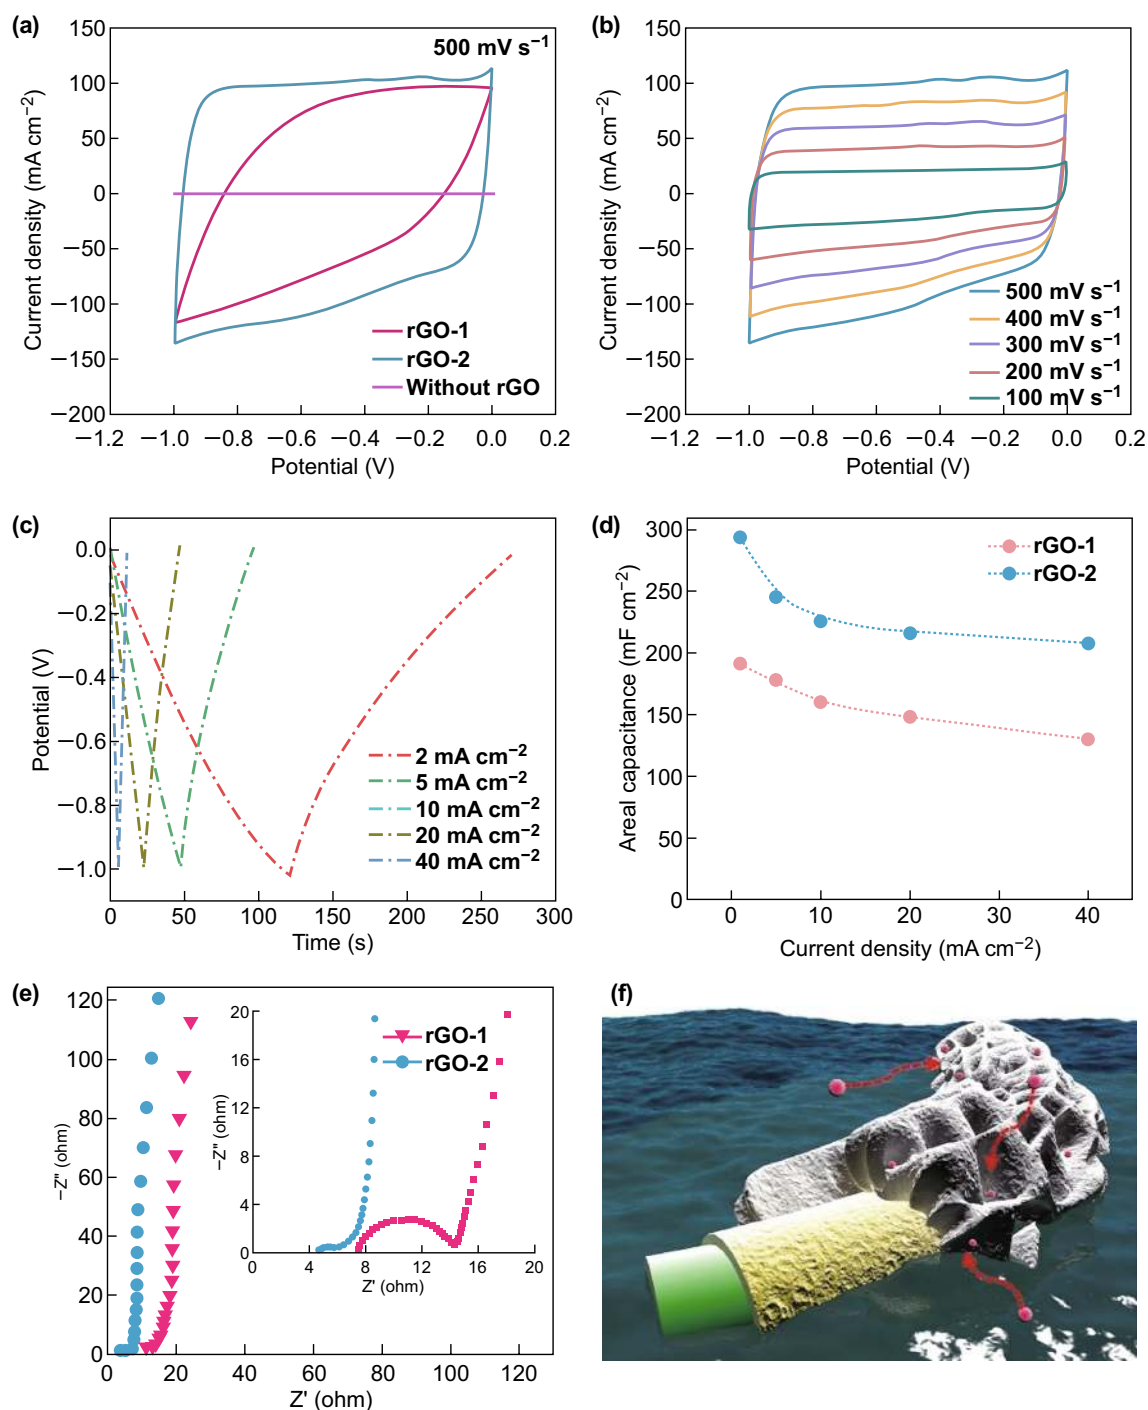 (a)
500 mV s⁻¹
150
100
50
0
−50
−100
−150
−200
Current density (mA cm⁻²)
rGO-1
rGO-2
Without rGO
−1.2 −1.0 −0.8 −0.6 −0.4 −0.2 0.0 0.2
Potential (V)
(b)
150
100
50
0
−50
−100
−150
−200
Current density (mA cm⁻²)
500 mV s⁻¹
400 mV s⁻¹
300 mV s⁻¹
200 mV s⁻¹
100 mV s⁻¹
−1.2 −1.0 −0.8 −0.6 −0.4 −0.2 0.0 0.2
Potential (V)
(c)
0.0
−0.2
−0.4
−0.6
−0.8
−1.0
Potential (V)
2 mA cm⁻²
5 mA cm⁻²
10 mA cm⁻²
20 mA cm⁻²
40 mA cm⁻²
0 50 100 150 200 250 300
Time (s)
(d)
300
250
200
150
100
50
0
Areal capacitance (mF cm⁻²)
rGO-1
rGO-2
0 10 20 30 40
Current density (mA cm⁻²)
(e)
120
100
80
60
40
20
0
−Z" (ohm)
0 20 40 60 80 100 120
Z' (ohm)
20
16
12
8
4
0
−Z" (ohm)
rGO-1
rGO-2
0 4 8 12 16 20
Z' (ohm)
(f)